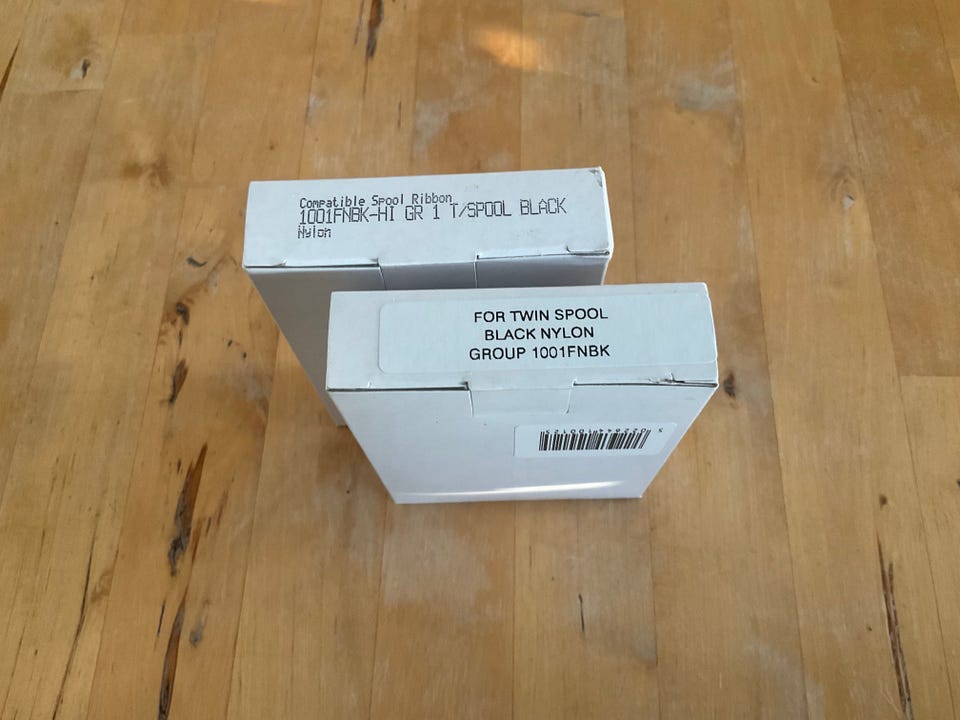 Compatible Spool Ribbon
1001FNBK-HI GR 1 T/SPOOL BLACK
Nylon
FOR TWIN SPOOL
BLACK NYLON
GROUP 1001FNBK